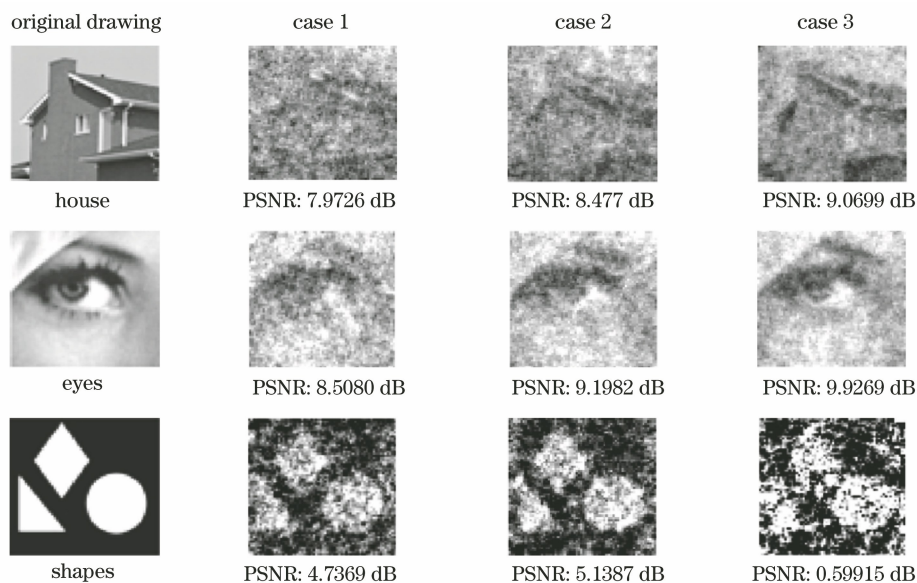 original drawing case 1 case 2 case 3
house PSNR: 7.9726 dB PSNR: 8.477 dB PSNR: 9.0699 dB
eyes PSNR: 8.5080 dB PSNR: 9.1982 dB PSNR: 9.9269 dB
shapes PSNR: 4.7369 dB PSNR: 5.1387 dB PSNR: 0.59915 dB